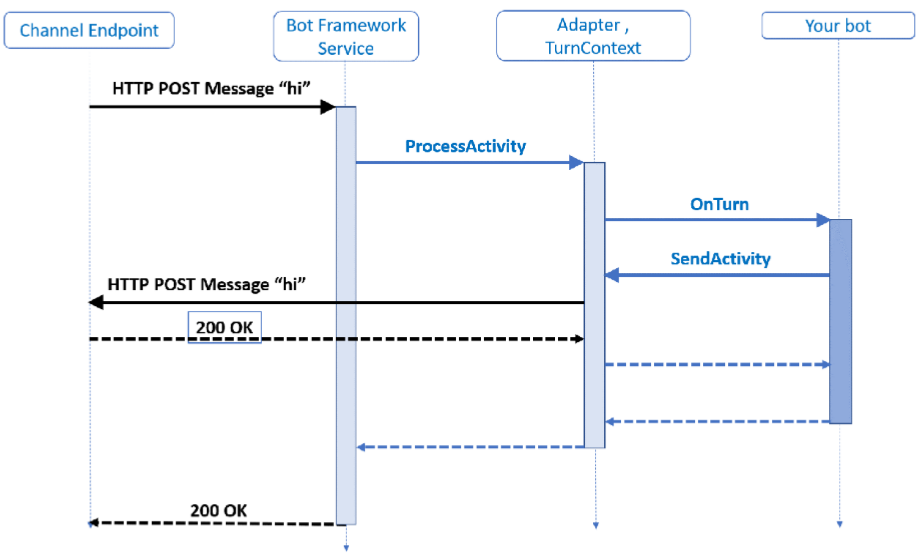 Channel Endpoint
Bot Framework
Service
Adapter ,
TurnContext
Your bot
HTTP POST Message “hi”
ProcessActivity
OnTurn
SendActivity
HTTP POST Message “hi”
200 OK
200 OK